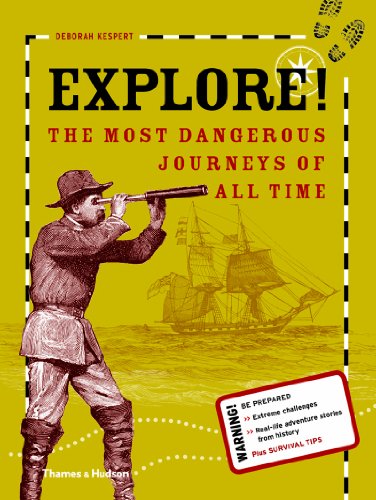 DEBORAH KESPERT
EXPLORE!
THE MOST DANGEROUS
JOURNEYS OF
ALL TIME
WARNING!
BE PREPARED
>> Extreme challenges
>> Real-life adventure stories
from history
Plus SURVIVAL TIPS
Thames & Hudson